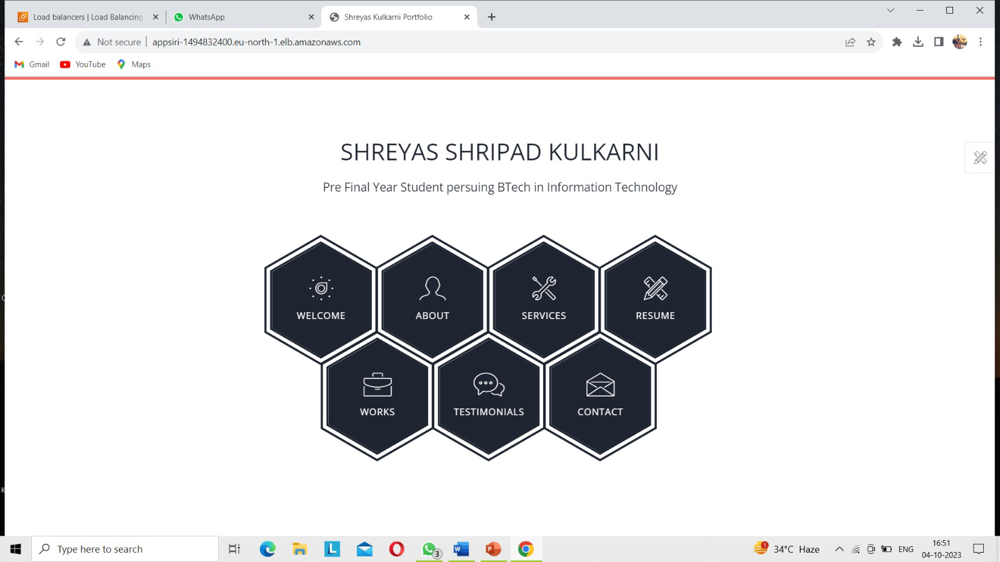 Load balancers | Load Balancing
WhatsApp
Shreyas Kulkarni Portfolio
Not secure
appsiri-1494832400.eu-north-1.elb.amazonaws.com
Gmail
YouTube
Maps
SHREYAS SHRIPAD KULKARNI
Pre Final Year Student persuing BTech in Information Technology
WELCOME
ABOUT
SERVICES
RESUME
WORKS
TESTIMONIALS
CONTACT
Type here to search
L
3
W
P
1
34°C Haze
ENG
16:51
04-10-2023